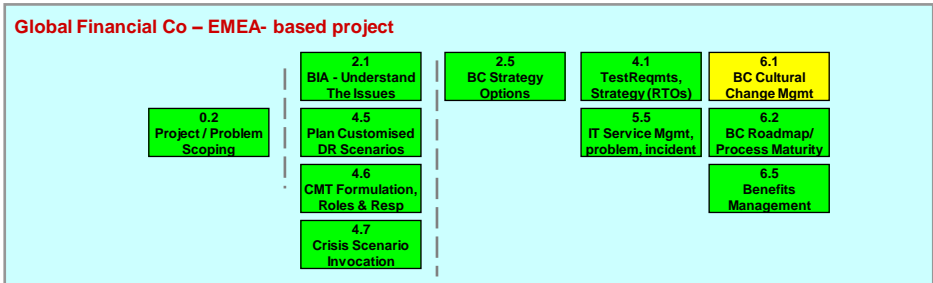 Global Financial Co – EMEA- based project
0.2
Project / Problem
Scoping
2.1
BIA - Understand
The Issues
4.5
Plan Customised
DR Scenarios
4.6
CMT Formulation,
Roles & Resp
4.7
Crisis Scenario
Invocation
2.5
BC Strategy
Options
4.1
TestReqmts,
Strategy (RTOs)
5.5
IT Service Mgmt,
problem, incident
6.1
BC Cultural
Change Mgmt
6.2
BC Roadmap/
Process Maturity
6.5
Benefits
Management